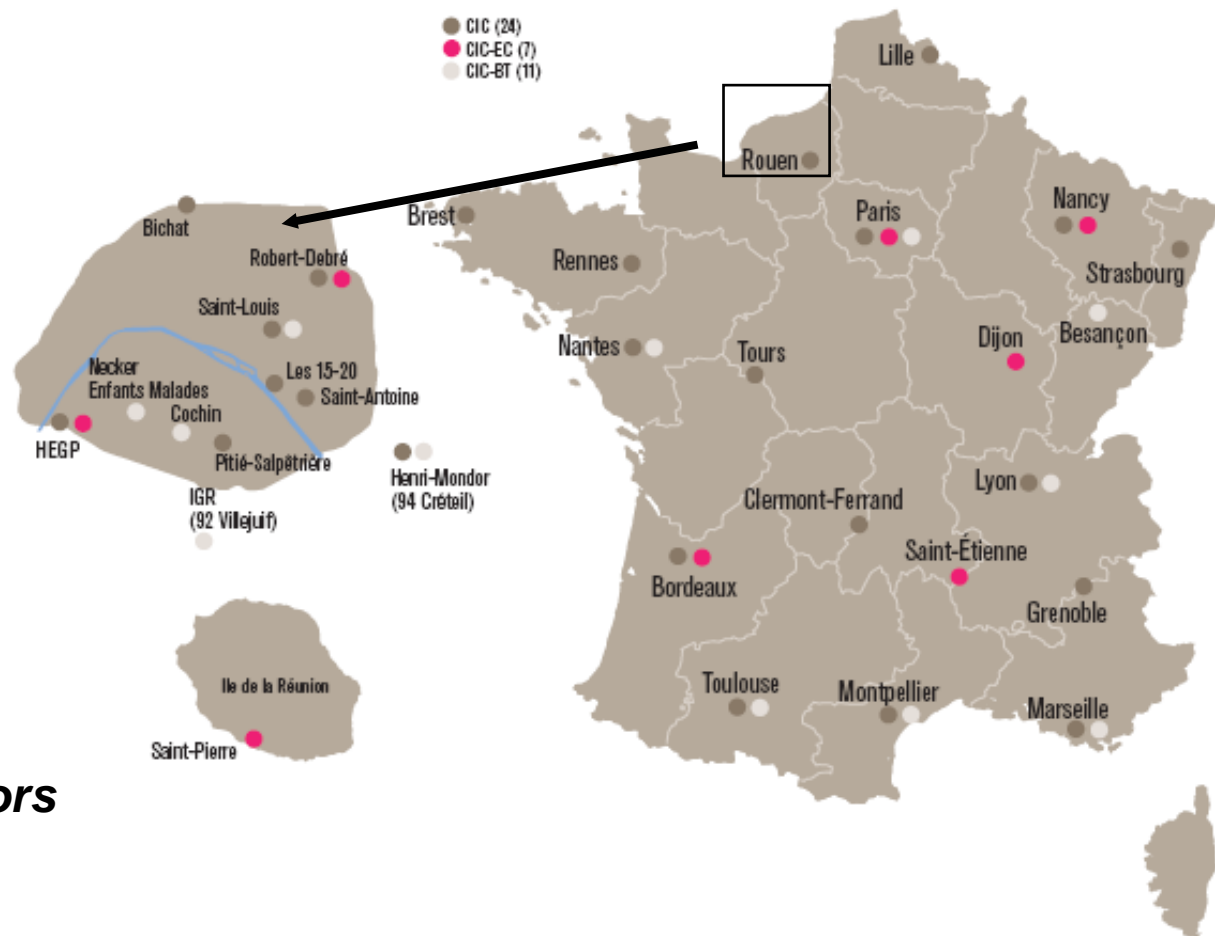 CIC (24)
CIC-EC (7)
CIC-BT (11)
Lille
Rouen
Brest
Paris
Nancy
Rennes
Strasbourg
Nantes
Tours
Dijon
Besançon
Clermont-Ferrand
Lyon
Saint-Étienne
Bordeaux
Grenoble
Toulouse
Montpellier
Marseille
Bichat
Robert-Debré
Saint-Louis
Les 15-20
Saint-Antoine
Necker
Enfants Malades
Cochin
HEGP
Pitié-Salpêtrière
IGR
(92 Villejuif)
Henri-Mondor
(94 Créteil)
Ile de la Réunion
Saint-Pierre
ors